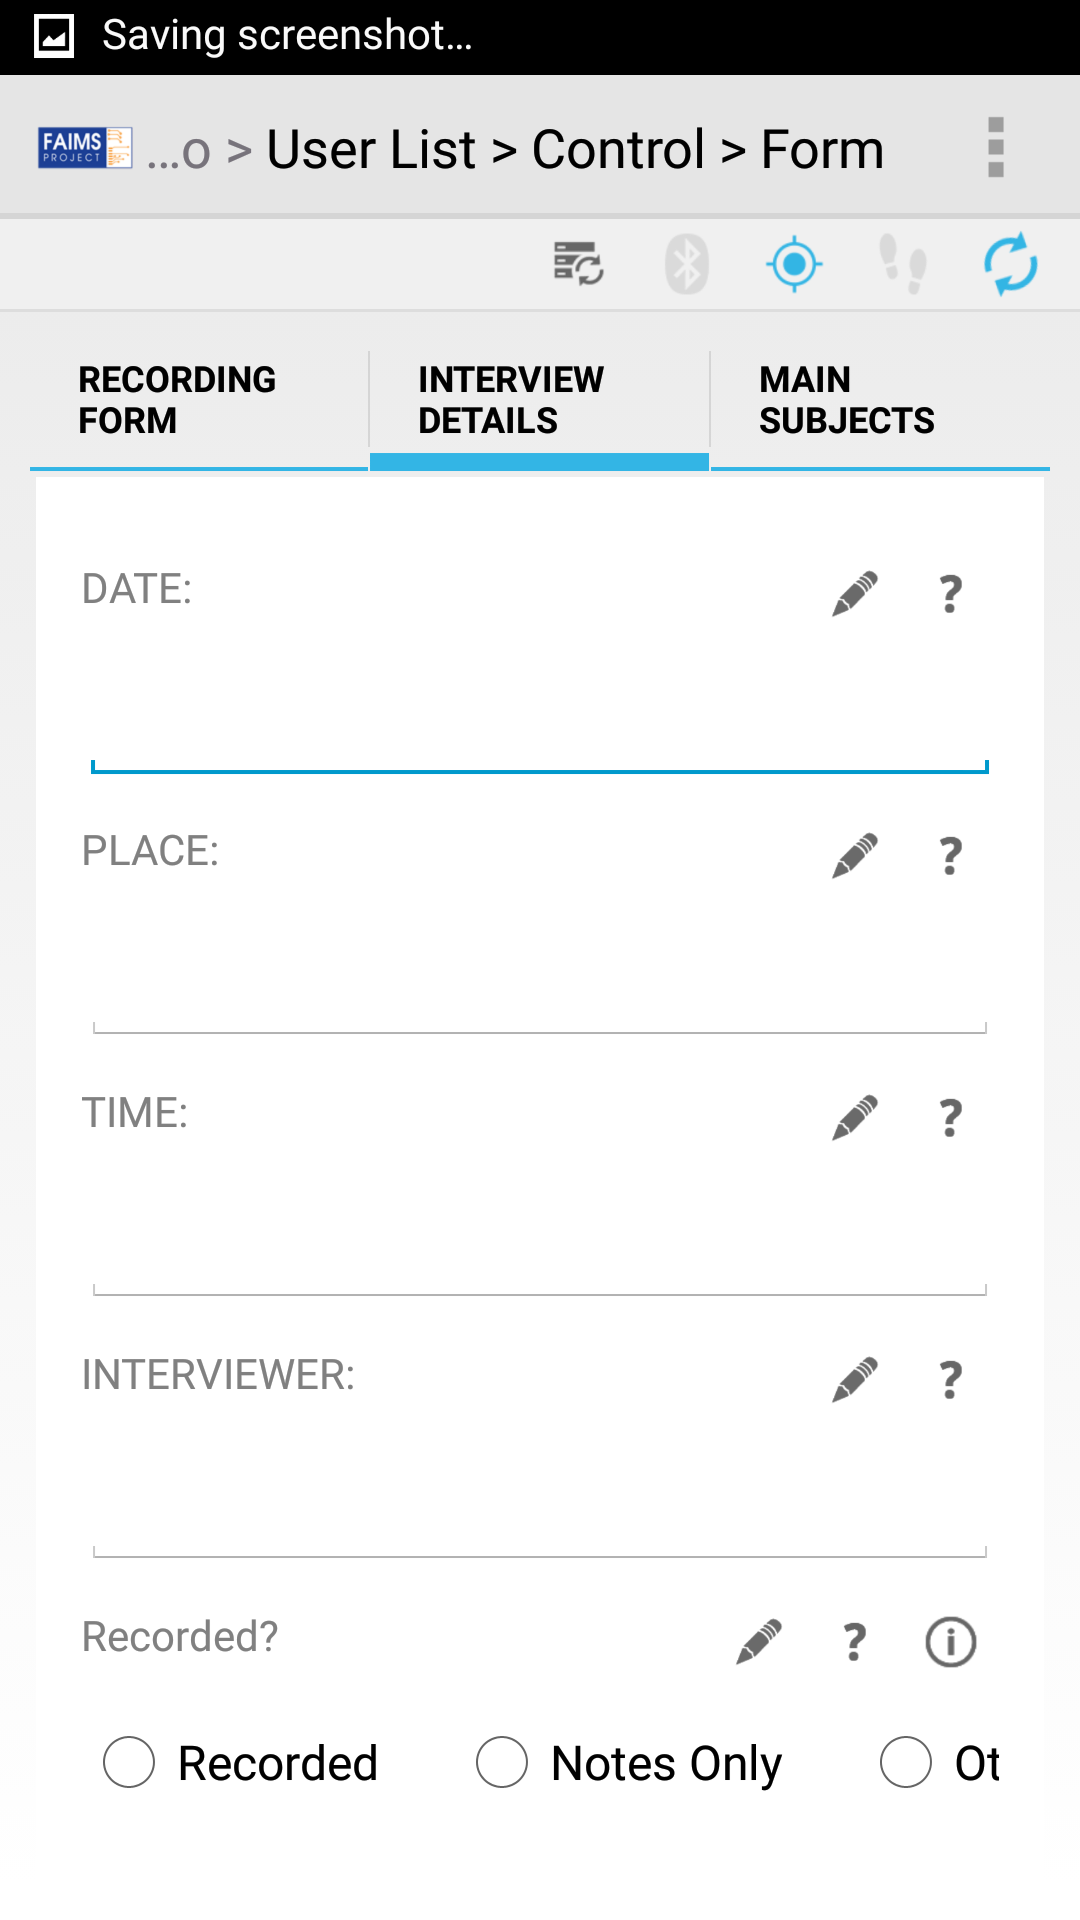 Saving screenshot...
FAIMS
PROJECT
...o > User List > Control > Form
RECORDING
FORM
INTERVIEW
DETAILS
MAIN
SUBJECTS
DATE:
?
PLACE:
?
TIME:
?
INTERVIEWER:
?
Recorded?
?
Recorded
Notes Only
Ot